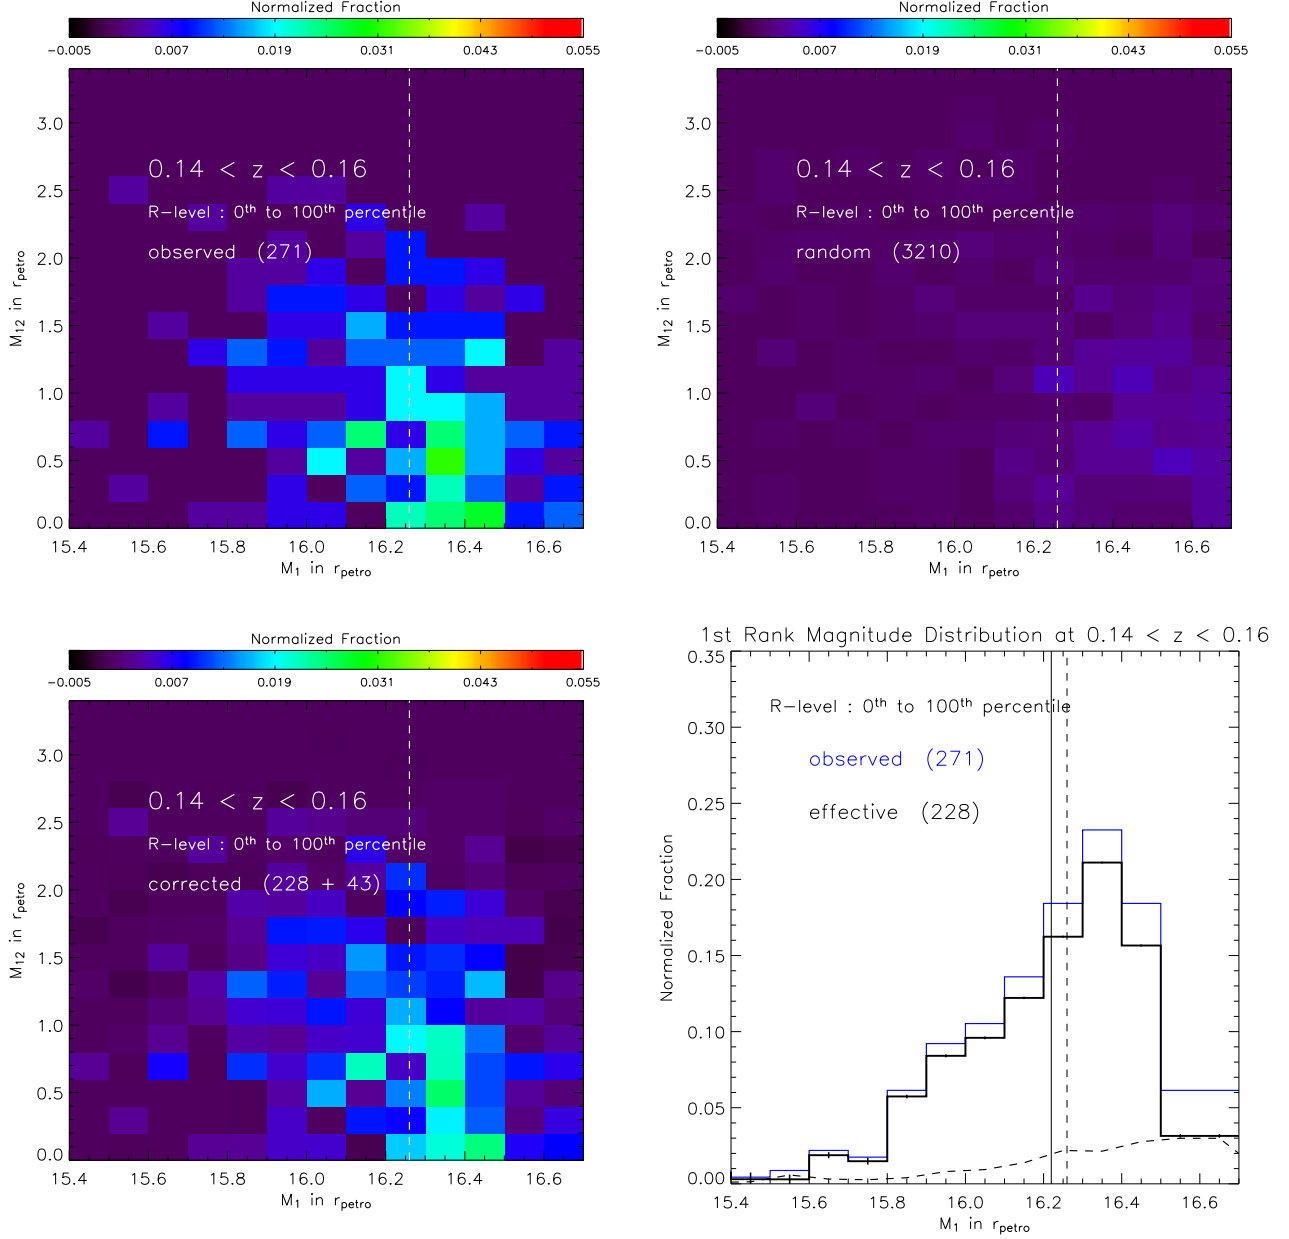 Normalized Fraction
-0.005 0.007 0.019 0.031 0.043 0.055
0.14 < z < 0.16
R-level : 0th to 100th percentile
observed (271)
M12 in rpetro
3.0
2.5
2.0
1.5
1.0
0.5
0.0
15.4 15.6 15.8 16.0 16.2 16.4 16.6
M1 in rpetro
Normalized Fraction
-0.005 0.007 0.019 0.031 0.043 0.055
0.14 < z < 0.16
R-level : 0th to 100th percentile
random (3210)
M12 in rpetro
3.0
2.5
2.0
1.5
1.0
0.5
0.0
15.4 15.6 15.8 16.0 16.2 16.4 16.6
M1 in rpetro
Normalized Fraction
-0.005 0.007 0.019 0.031 0.043 0.055
0.14 < z < 0.16
R-level : 0th to 100th percentile
corrected (228 + 43)
M12 in rpetro
3.0
2.5
2.0
1.5
1.0
0.5
0.0
15.4 15.6 15.8 16.0 16.2 16.4 16.6
M1 in rpetro
1st Rank Magnitude Distribution at 0.14 < z < 0.16
R-level : 0th to 100th percentile
observed (271)
effective (228)
Normalized Fraction
0.35
0.30
0.25
0.20
0.15
0.10
0.05
0.00
15.4 15.6 15.8 16.0 16.2 16.4 16.6
M1 in rpetro